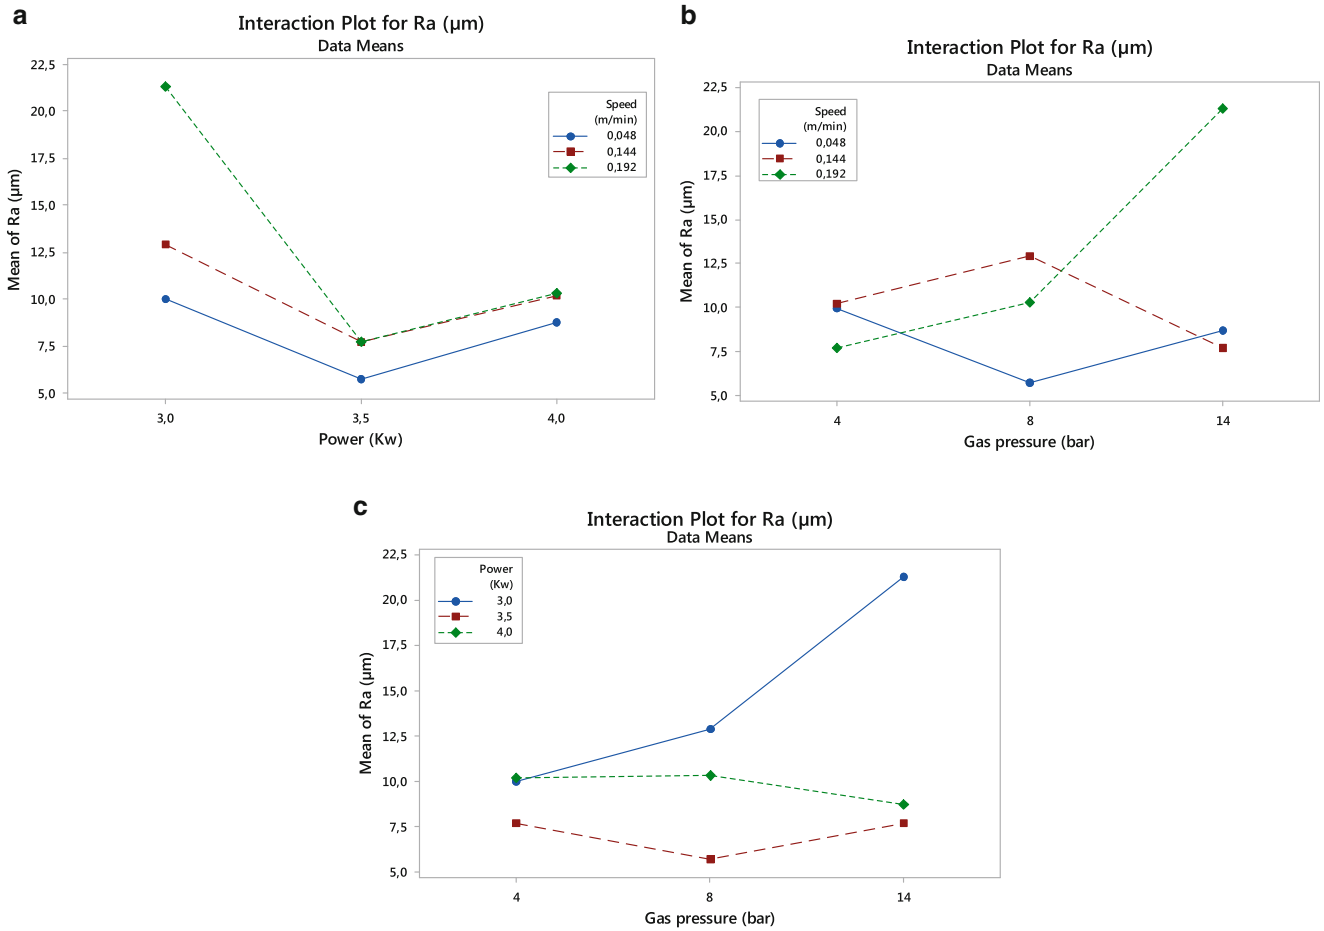 a
Interaction Plot for Ra (µm)
Data Means
22,5
20,0
17,5
15,0
12,5
10,0
7,5
5,0
Mean of Ra (µm)
Speed
(m/min)
0,048
0,144
0,192
3,0
3,5
4,0
Power (Kw)
b
Interaction Plot for Ra (µm)
Data Means
22,5
20,0
17,5
15,0
12,5
10,0
7,5
5,0
Mean of Ra (µm)
Speed
(m/min)
0,048
0,144
0,192
4
8
14
Gas pressure (bar)
c
Interaction Plot for Ra (µm)
Data Means
22,5
20,0
17,5
15,0
12,5
10,0
7,5
5,0
Mean of Ra (µm)
Power
(Kw)
3,0
3,5
4,0
4
8
14
Gas pressure (bar)